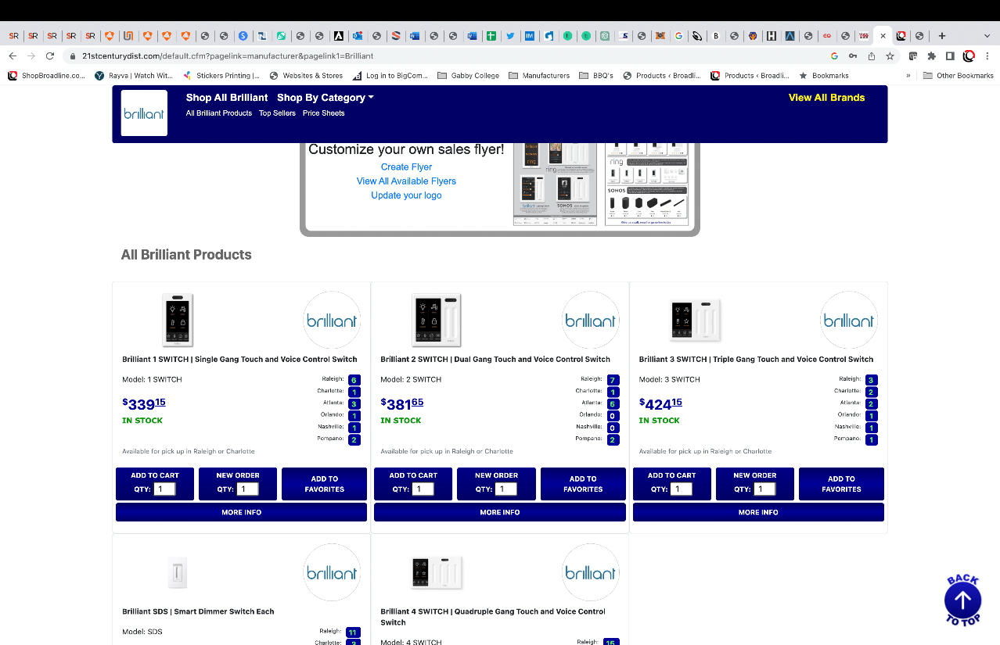 21stcenturydist.com/default.cfm?pagelink=manufacturer&pagelink1=Brilliant
ShopBroadline.co...
Rayva | Watch Wit...
Stickers Printing |...
Websites & Stores
Log in to BigCom...
Gabby College
Manufacturers
BBQ's
Products ‹ Broadli...
Products ‹ Broadli...
Bookmarks
»
Other Bookmarks
brilliant
Shop All Brilliant
Shop By Category
View All Brands
All Brilliant Products
Top Sellers
Price Sheets
Customize your own sales flyer!
Create Flyer
View All Available Flyers
Update your logo
ring
SONOS
All Brilliant Products
brilliant
Brilliant 1 SWITCH | Single Gang Touch and Voice Control Switch
Model: 1 SWITCH
$339.15
IN STOCK
Raleigh: 6
Charlotte: 1
Atlanta: 3
Orlando: 1
Nashville: 1
Pompano: 2
Available for pick up in Raleigh or Charlotte
ADD TO CART
QTY: 1
NEW ORDER
QTY: 1
ADD TO
FAVORITES
MORE INFO
brilliant
Brilliant 2 SWITCH | Dual Gang Touch and Voice Control Switch
Model: 2 SWITCH
$381.65
IN STOCK
Raleigh: 7
Charlotte: 1
Atlanta: 5
Orlando: 0
Nashville: 0
Pompano: 2
Available for pick up in Raleigh or Charlotte
ADD TO CART
QTY: 1
NEW ORDER
QTY: 1
ADD TO
FAVORITES
MORE INFO
brilliant
Brilliant 3 SWITCH | Triple Gang Touch and Voice Control Switch
Model: 3 SWITCH
$424.15
IN STOCK
Raleigh: 3
Charlotte: 2
Atlanta: 2
Orlando: 1
Nashville: 1
Pompano: 1
Available for pick up in Raleigh or Charlotte
ADD TO CART
QTY: 1
NEW ORDER
QTY: 1
ADD TO
FAVORITES
MORE INFO
brilliant
Brilliant SDS | Smart Dimmer Switch Each
Model: SDS
Raleigh: 11
Charlotte:
brilliant
Brilliant 4 SWITCH | Quadruple Gang Touch and Voice Control
Switch
Model: 4 SWITCH
Raleigh:
BACK
TO TOP